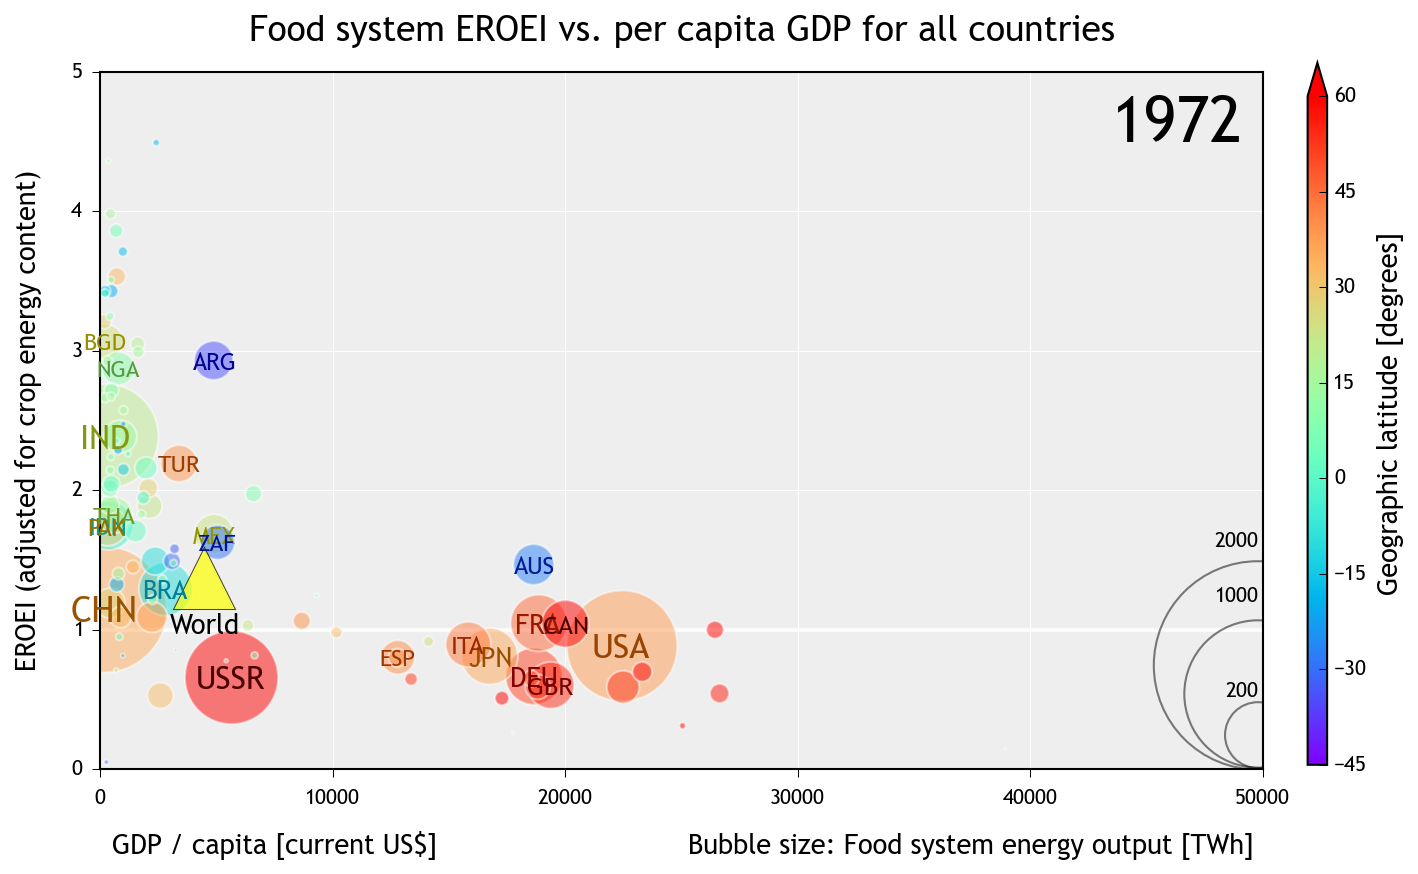 Food system EROEI vs. per capita GDP for all countries
1972
EROEI (adjusted for crop energy content)
5
4
3
2
1
0
BGD
NGA
ARG
IND
TUR
THA
PAK
MEX
ZAF
AUS
BRA
CHN
World
FRA
CAN
USA
ITA
JPN
ESP
USSR
DEU
GBR
2000
1000
200
0
10000
20000
30000
40000
50000
GDP / capita [current US$]
Bubble size: Food system energy output [TWh]
60
45
30
15
0
−15
−30
−45
Geographic latitude [degrees]